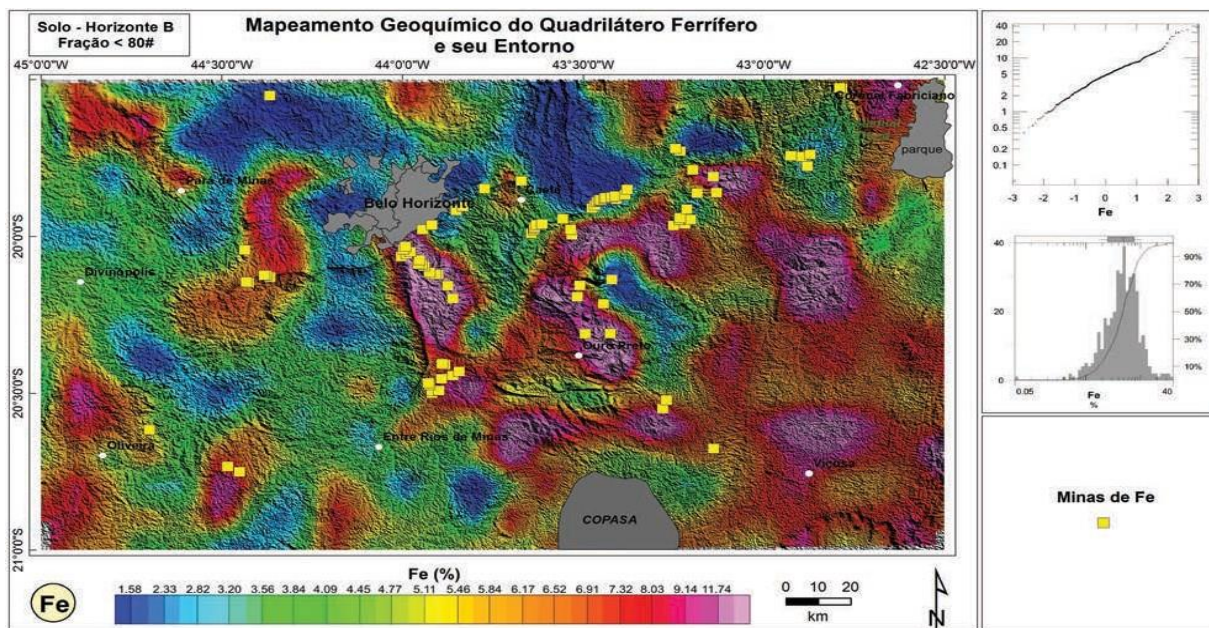 Solo - Horizonte B
Fração < 80#
Mapeamento Geoquímico do Quadrilátero Ferrífero
e seu Entorno
45°0'0"W
44°30'0"W
44°0'0"W
43°30'0"W
43°0'0"W
42°30'0"W
20°0'0"S
20°30'0"S
21°0'0"S
Coronel Fabriciano
parque
Pará de Minas
Caeté
Belo Horizonte
Divinópolis
Ouro Preto
Oliveira
Entre Rios de Minas
Viçosa
COPASA
Fe
Fe (%)
1.58 2.33 2.82 3.20 3.56 3.84 4.09 4.45 4.77 5.11 5.46 5.84 6.17 6.52 6.91 7.32 8.03 9.14 11.74
0 10 20
km
N
40
20
10
5
2
1
0.5
0.2
0.1
-3 -2 -1 0 1 2 3
Fe
40
20
0
90%
70%
50%
30%
10%
0.05 Fe 40
%
Minas de Fe